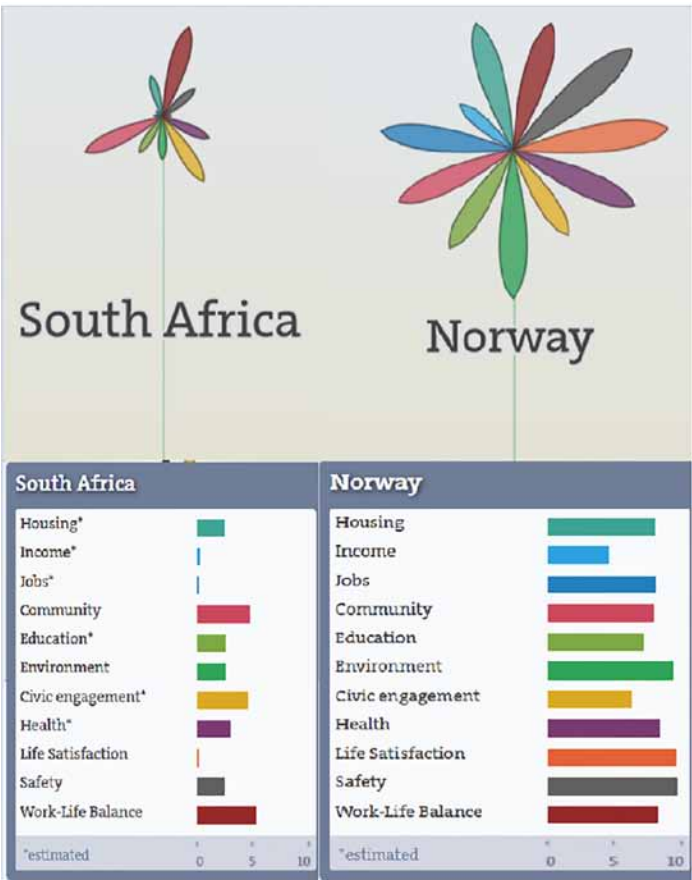 South Africa
Norway
South Africa
Housing*
Income*
Jobs*
Community
Education*
Environment
Civic engagement*
Health*
Life Satisfaction
Safety
Work-Life Balance
*estimated
0 5 10
Norway
Housing
Income
Jobs
Community
Education
Environment
Civic engagement
Health
Life Satisfaction
Safety
Work-Life Balance
*estimated
0 5 10